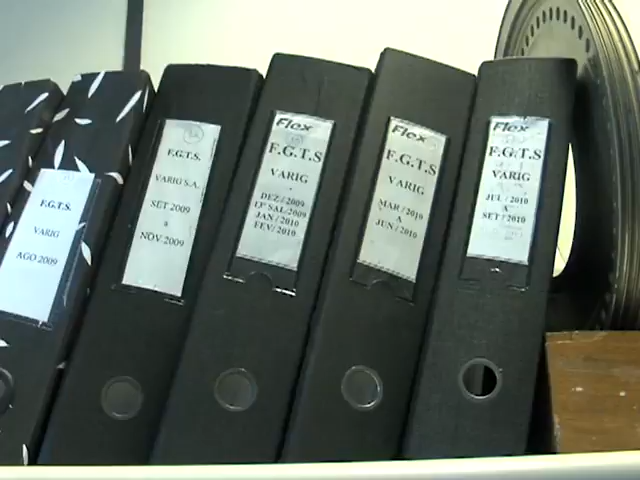 F.G.T.S.
VARIG
AGO 2009
F.G.T.S.
VARIG S.A.
SET 2009
a
NOV 2009
Flex
F.G.T.S
VARIG
DEZ / 2009
13º SAL-2009
JAN / 2010
FEV / 2010
Flex
F.G.T.S
VARIG
MAR / 2010
A
JUN / 2010
Flex
F.G.T.S
VARIG
JUL / 2010
A
SET / 2010